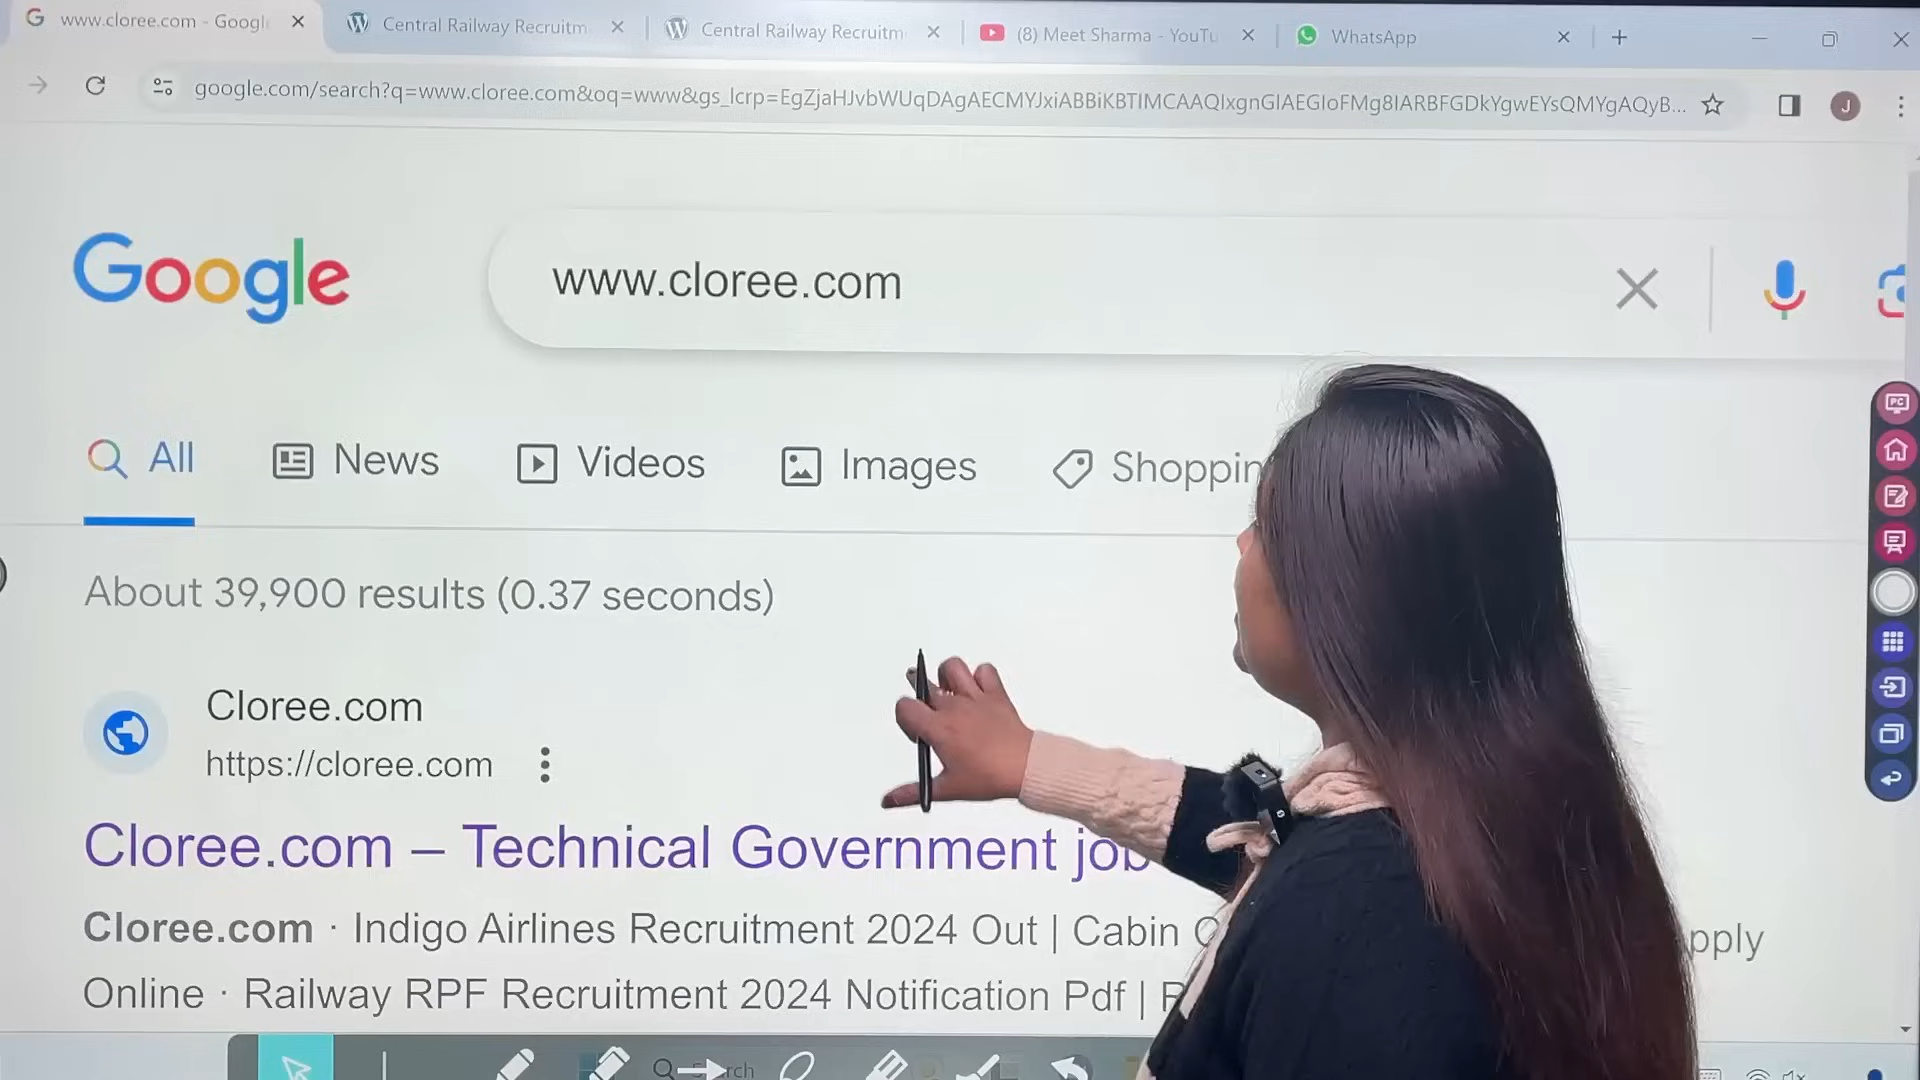 www.cloree.com - Googl
Central Railway Recruitm
Central Railway Recruitm
(8) Meet Sharma - YouTu
WhatsApp
google.com/search?q=www.cloree.com&oq=www&gs_lcrp=EgZjaHJvbWUqDAgAECMYJxiABBiKBTIMCAAQIxgnGIAEGIoFMg8IARBFGDkYgwEYsQMYgAQyB...
J
Google
www.cloree.com
All
News
Videos
Images
Shoppin
PC
About 39,900 results (0.37 seconds)
Cloree.com
https://cloree.com
Cloree.com – Technical Government job
Cloree.com · Indigo Airlines Recruitment 2024 Out | Cabin C
pply
Online · Railway RPF Recruitment 2024 Notification Pdf | R